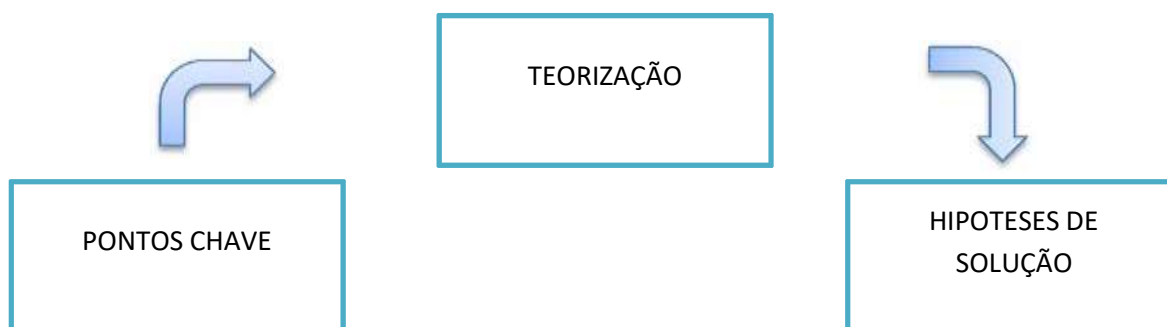 TEORIZAÇÃO
PONTOS CHAVE
HIPOTESES DE
SOLUÇÃO